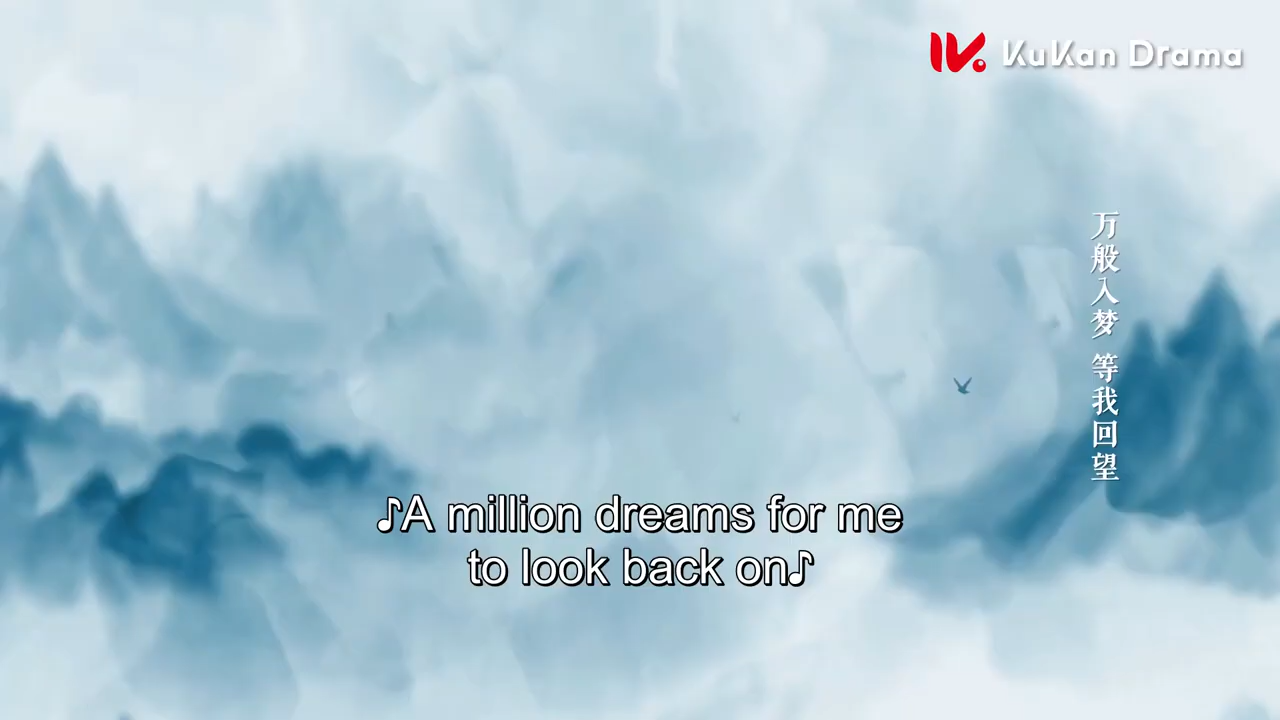 KuKan Drama
万般入梦 等我回望
♪A million dreams for me
to look back on♪